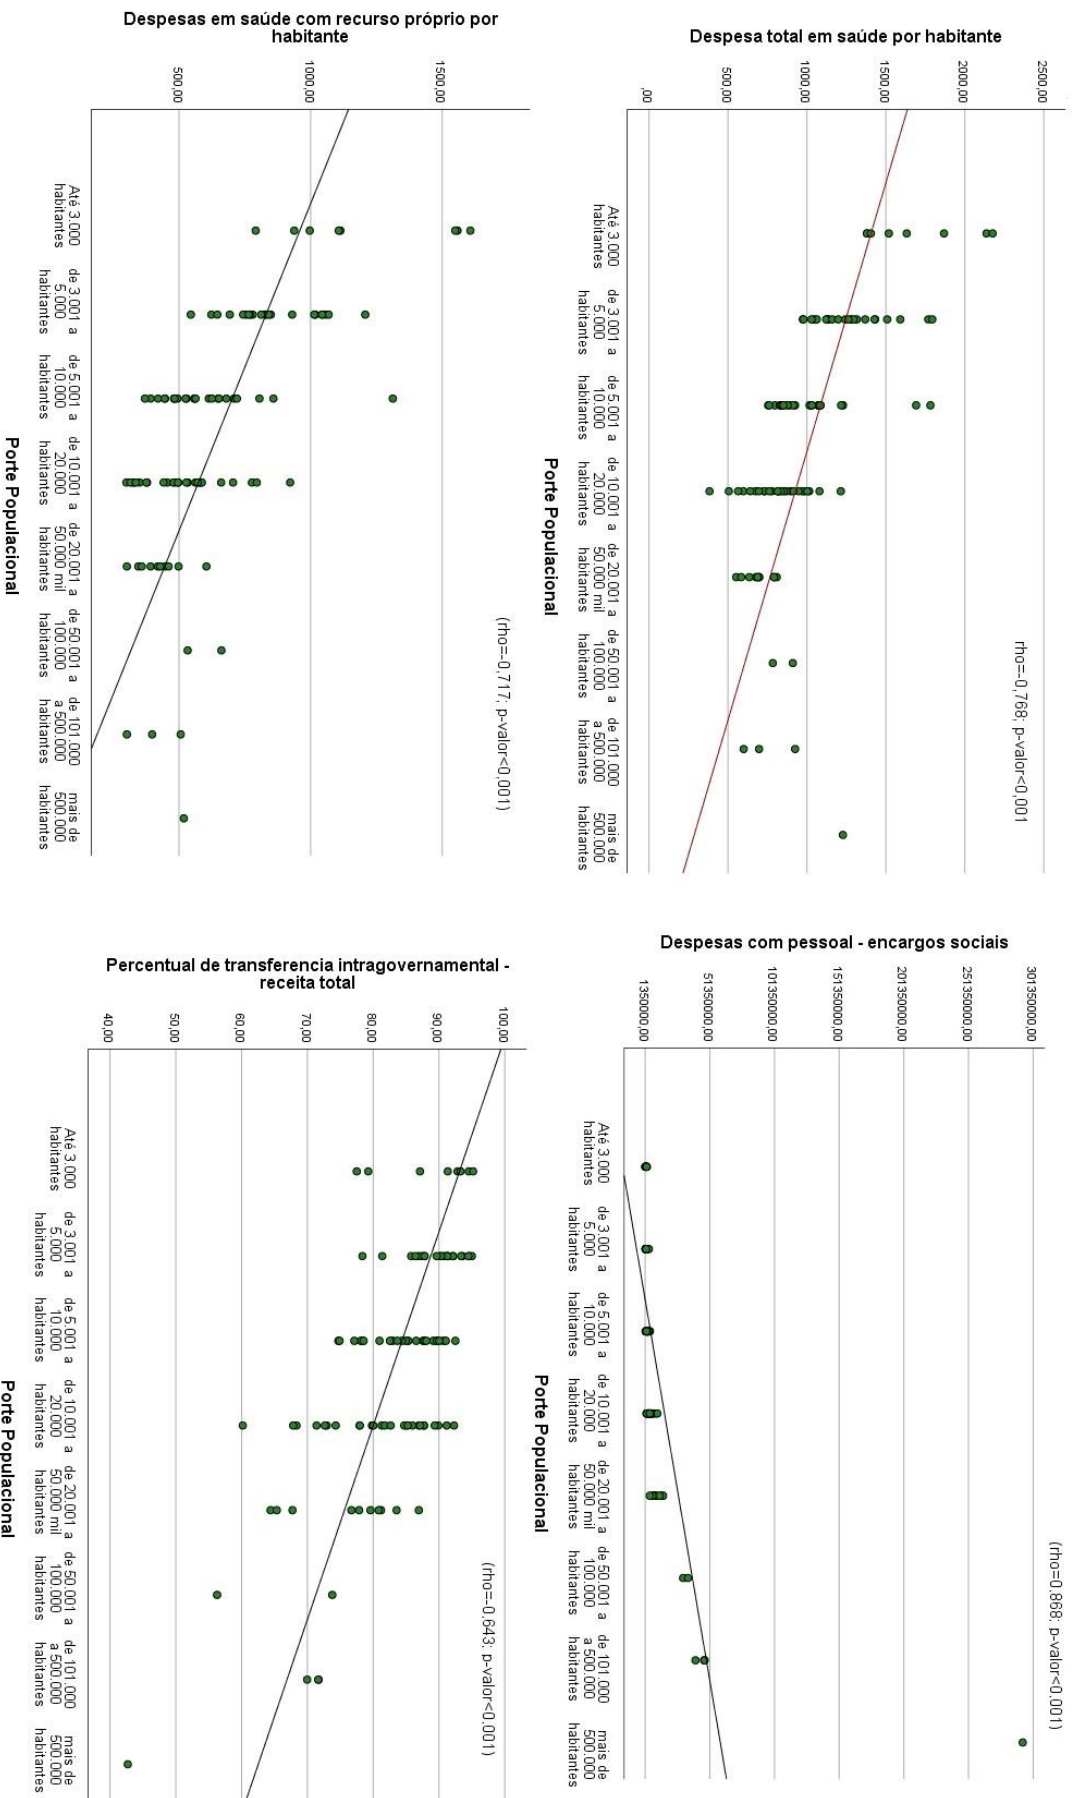 Despesa total em saúde por habitante
2500,00
2000,00
1500,00
1000,00
500,00
,00
rho=-0,768; p-valor<0,001
Até 3.000
habitantes
de 3.001 a
5.000
habitantes
de 5.001 a
10.000
habitantes
de 10.001 a
20.000
habitantes
de 20.001 a
50.000 mil
habitantes
de 50.001 a
100.000
habitantes
de 101.000
a 500.000
habitantes
mais de
500.000
habitantes
Porte Populacional
Despesas com pessoal - encargos sociais
301350000,00
251350000,00
201350000,00
151350000,00
101350000,00
51350000,00
1350000,00
(rho=0,868; p-valor<0,001)
Até 3.000
habitantes
de 3.001 a
5.000
habitantes
de 5.001 a
10.000
habitantes
de 10.001 a
20.000
habitantes
de 20.001 a
50.000 mil
habitantes
de 50.001 a
100.000
habitantes
de 101.000
a 500.000
habitantes
mais de
500.000
habitantes
Porte Populacional
Despesas em saúde com recurso próprio por
habitante
1500,00
1000,00
500,00
(rho=-0,717; p-valor<0,001)
Até 3.000
habitantes
de 3.001 a
5.000
habitantes
de 5.001 a
10.000
habitantes
de 10.001 a
20.000
habitantes
de 20.001 a
50.000 mil
habitantes
de 50.001 a
100.000
habitantes
de 101.000
a 500.000
habitantes
mais de
500.000
habitantes
Porte Populacional
Percentual de transferencia intragovernamental -
receita total
100,00
90,00
80,00
70,00
60,00
50,00
40,00
(rho=-0,643; p-valor<0,001)
Até 3.000
habitantes
de 3.001 a
5.000
habitantes
de 5.001 a
10.000
habitantes
de 10.001 a
20.000
habitantes
de 20.001 a
50.000 mil
habitantes
de 50.001 a
100.000
habitantes
de 101.000
a 500.000
habitantes
mais de
500.000
habitantes
Porte Populacional